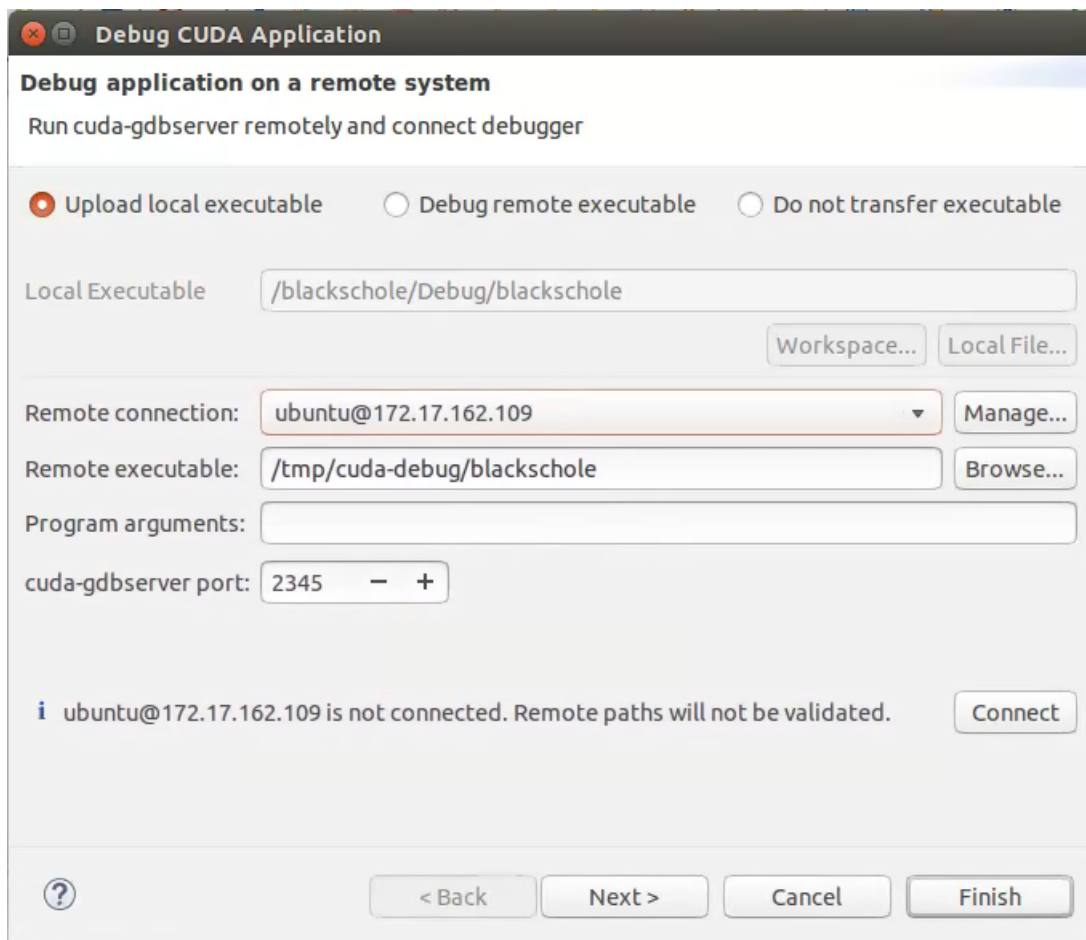 Debug CUDA Application
Debug application on a remote system
Run cuda-gdbserver remotely and connect debugger
Upload local executable Debug remote executable Do not transfer executable
Local Executable /blackschole/Debug/blackschole
Workspace... Local File...
Remote connection: ubuntu@172.17.162.109 Manage...
Remote executable: /tmp/cuda-debug/blackschole Browse...
Program arguments:
cuda-gdbserver port: 2345 − +
i ubuntu@172.17.162.109 is not connected. Remote paths will not be validated. Connect
? < Back Next > Cancel Finish